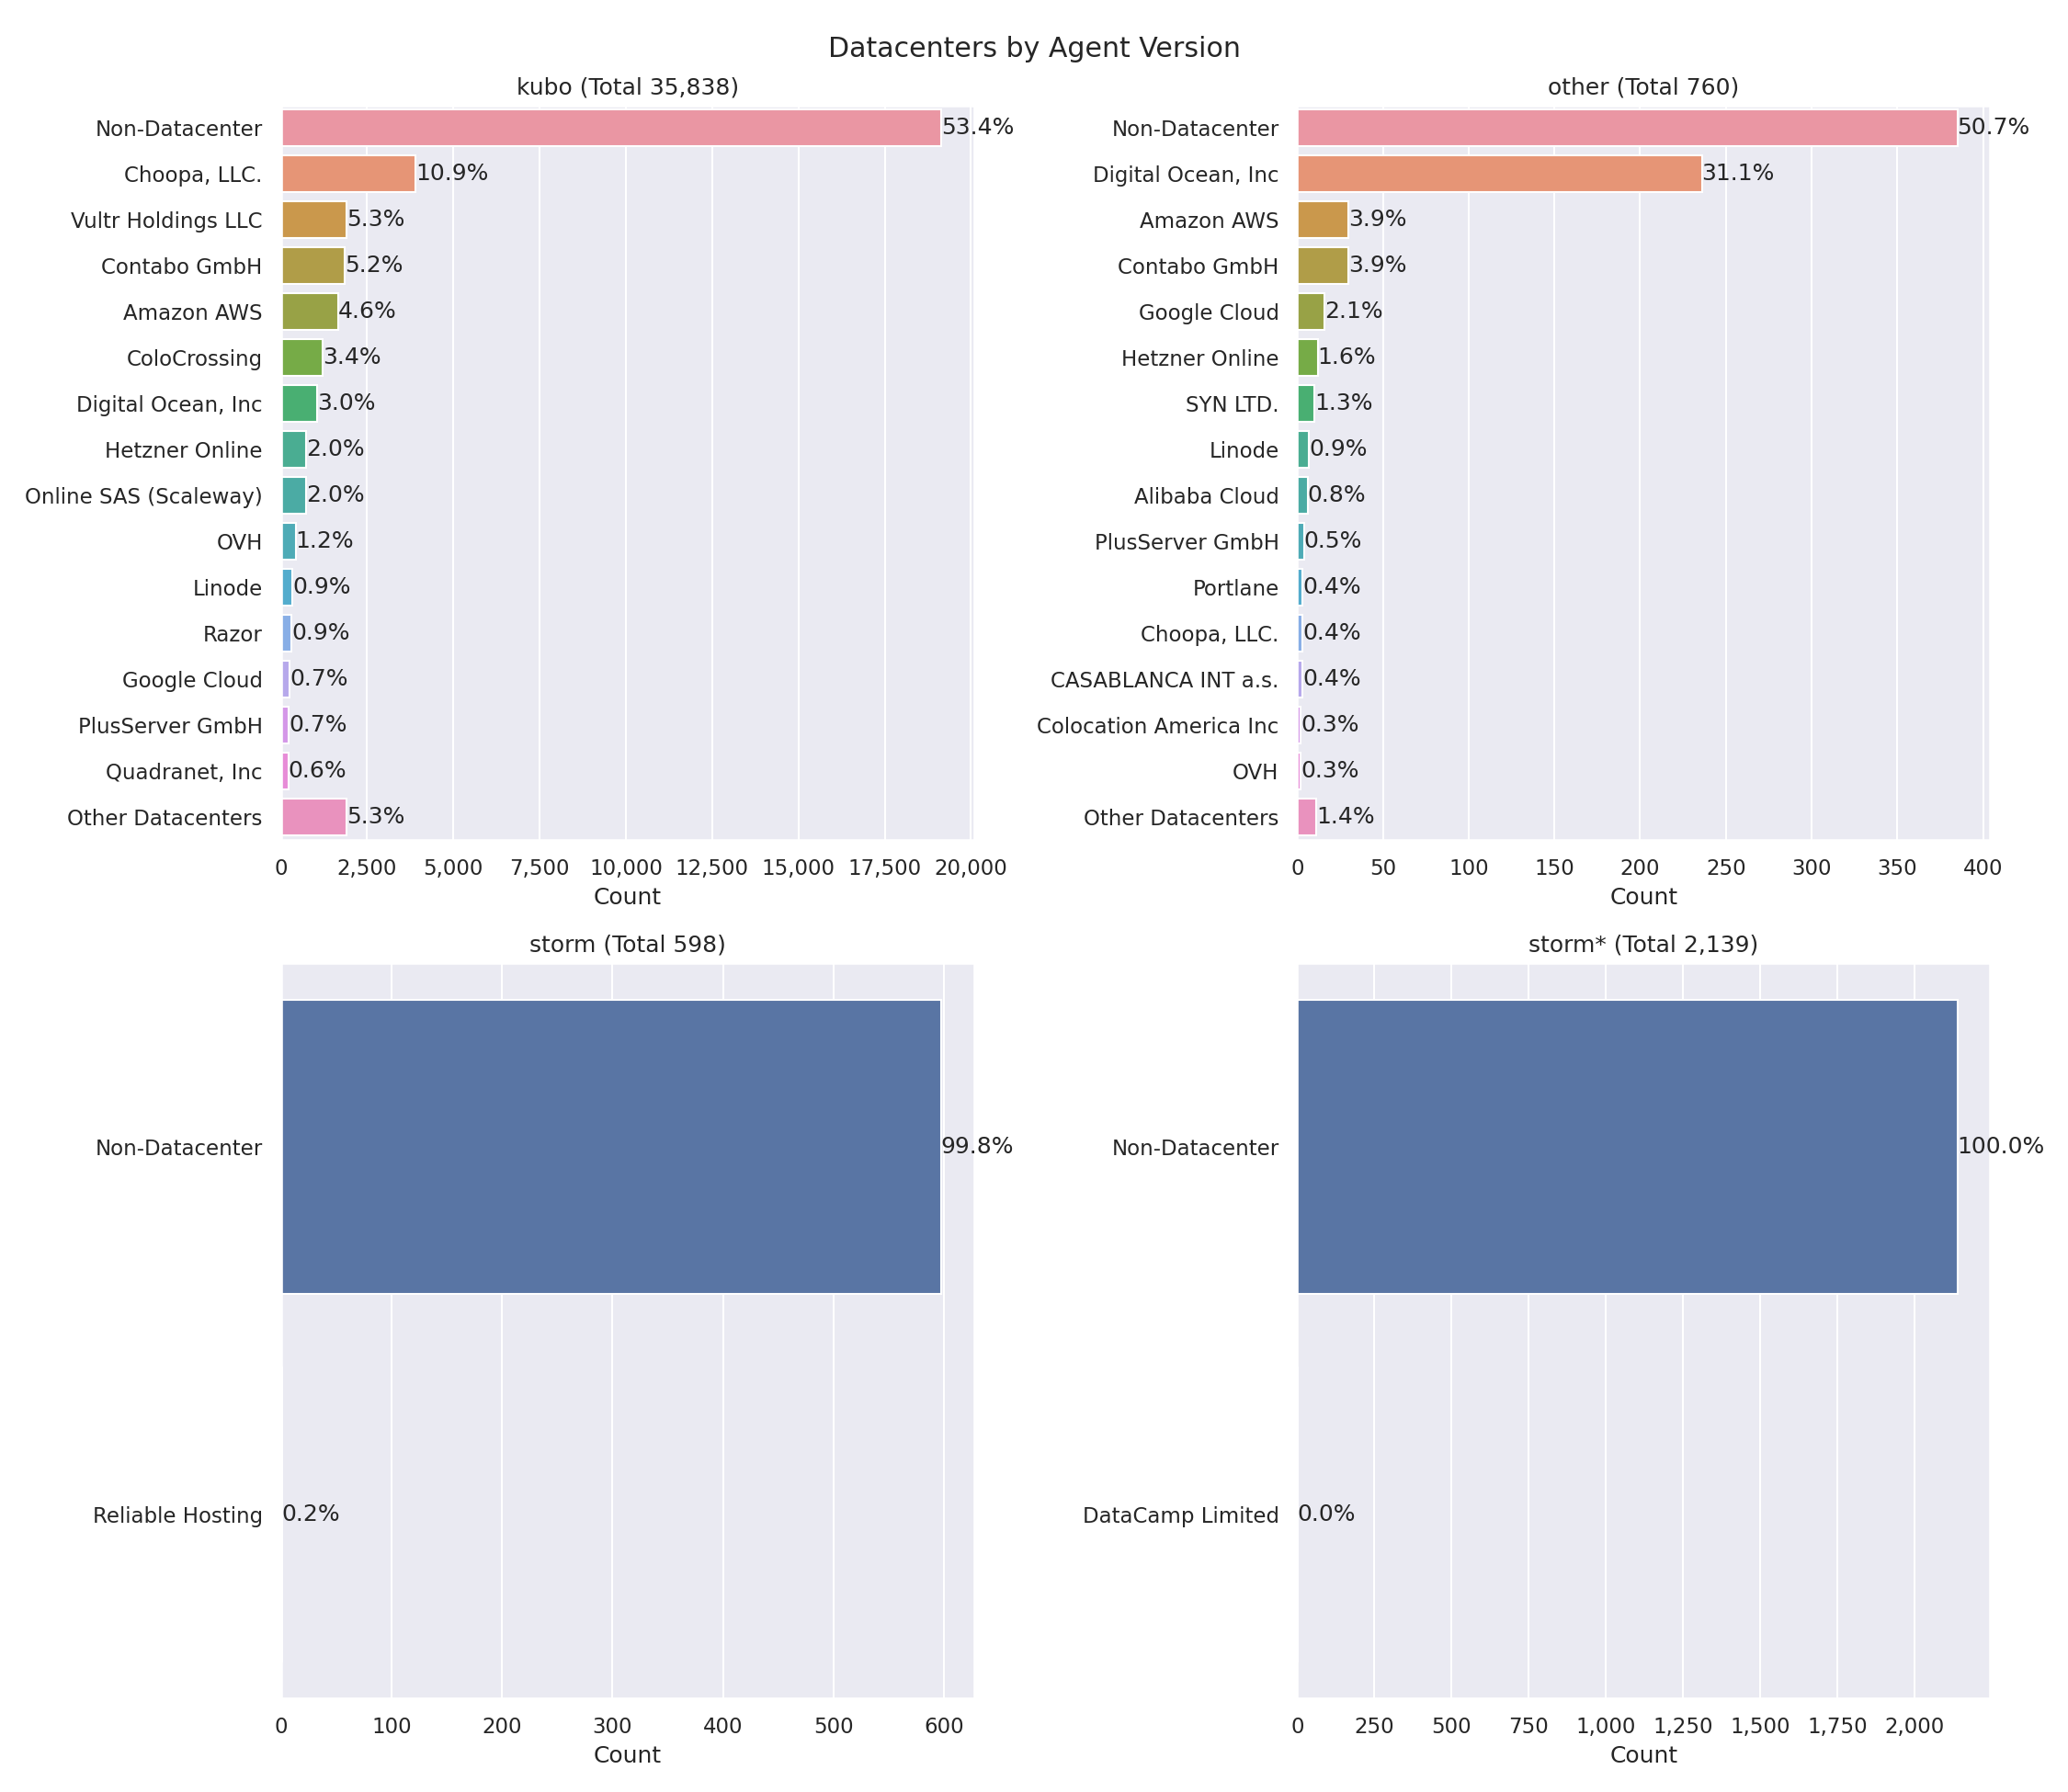 Datacenters by Agent Version
kubo (Total 35,838)
Non-Datacenter 53.4%
Choopa, LLC. 10.9%
Vultr Holdings LLC 5.3%
Contabo GmbH 5.2%
Amazon AWS 4.6%
ColoCrossing 3.4%
Digital Ocean, Inc 3.0%
Hetzner Online 2.0%
Online SAS (Scaleway) 2.0%
OVH 1.2%
Linode 0.9%
Razor 0.9%
Google Cloud 0.7%
PlusServer GmbH 0.7%
Quadranet, Inc 0.6%
Other Datacenters 5.3%
0 2,500 5,000 7,500 10,000 12,500 15,000 17,500 20,000
Count
other (Total 760)
Non-Datacenter 50.7%
Digital Ocean, Inc 31.1%
Amazon AWS 3.9%
Contabo GmbH 3.9%
Google Cloud 2.1%
Hetzner Online 1.6%
SYN LTD. 1.3%
Linode 0.9%
Alibaba Cloud 0.8%
PlusServer GmbH 0.5%
Portlane 0.4%
Choopa, LLC. 0.4%
CASABLANCA INT a.s. 0.4%
Colocation America Inc 0.3%
OVH 0.3%
Other Datacenters 1.4%
0 50 100 150 200 250 300 350 400
Count
storm (Total 598)
Non-Datacenter 99.8%
Reliable Hosting 0.2%
0 100 200 300 400 500 600
Count
storm* (Total 2,139)
Non-Datacenter 100.0%
DataCamp Limited 0.0%
0 250 500 750 1,000 1,250 1,500 1,750 2,000
Count